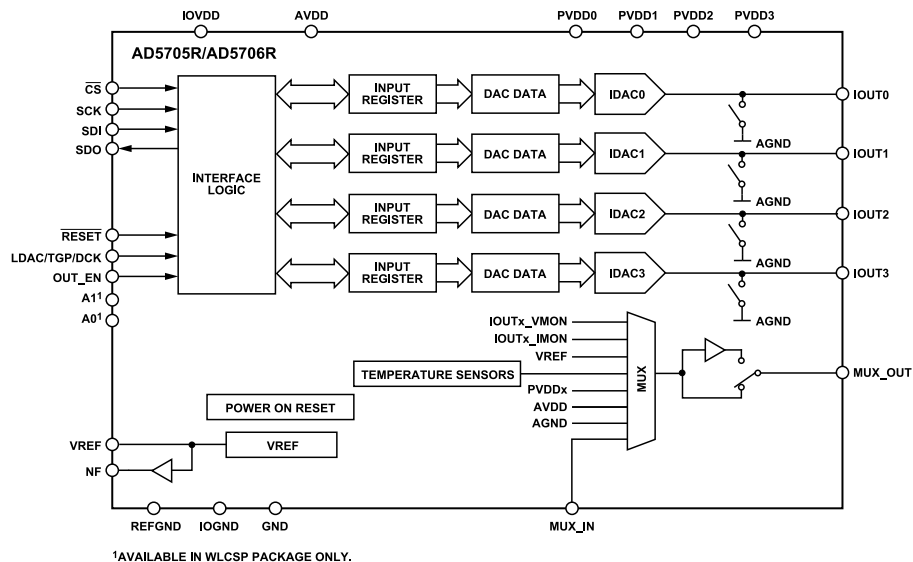 IOVDD
AVDD
PVDD0
PVDD1
PVDD2
PVDD3
AD5705R/AD5706R
CS
SCK
SDI
SDO
RESET
LDAC/TGP/DCK
OUT_EN
A1¹
A0¹
INTERFACE
LOGIC
INPUT
REGISTER
DAC DATA
IDAC0
AGND
IOUT0
INPUT
REGISTER
DAC DATA
IDAC1
AGND
IOUT1
INPUT
REGISTER
DAC DATA
IDAC2
AGND
IOUT2
INPUT
REGISTER
DAC DATA
IDAC3
AGND
IOUT3
IOUTx_VMON
IOUTx_IMON
VREF
TEMPERATURE SENSORS
PVDDx
AVDD
AGND
MUX
MUX_OUT
POWER ON RESET
VREF
VREF
NF
REFGND
IOGND
GND
MUX_IN
¹AVAILABLE IN WLCSP PACKAGE ONLY.